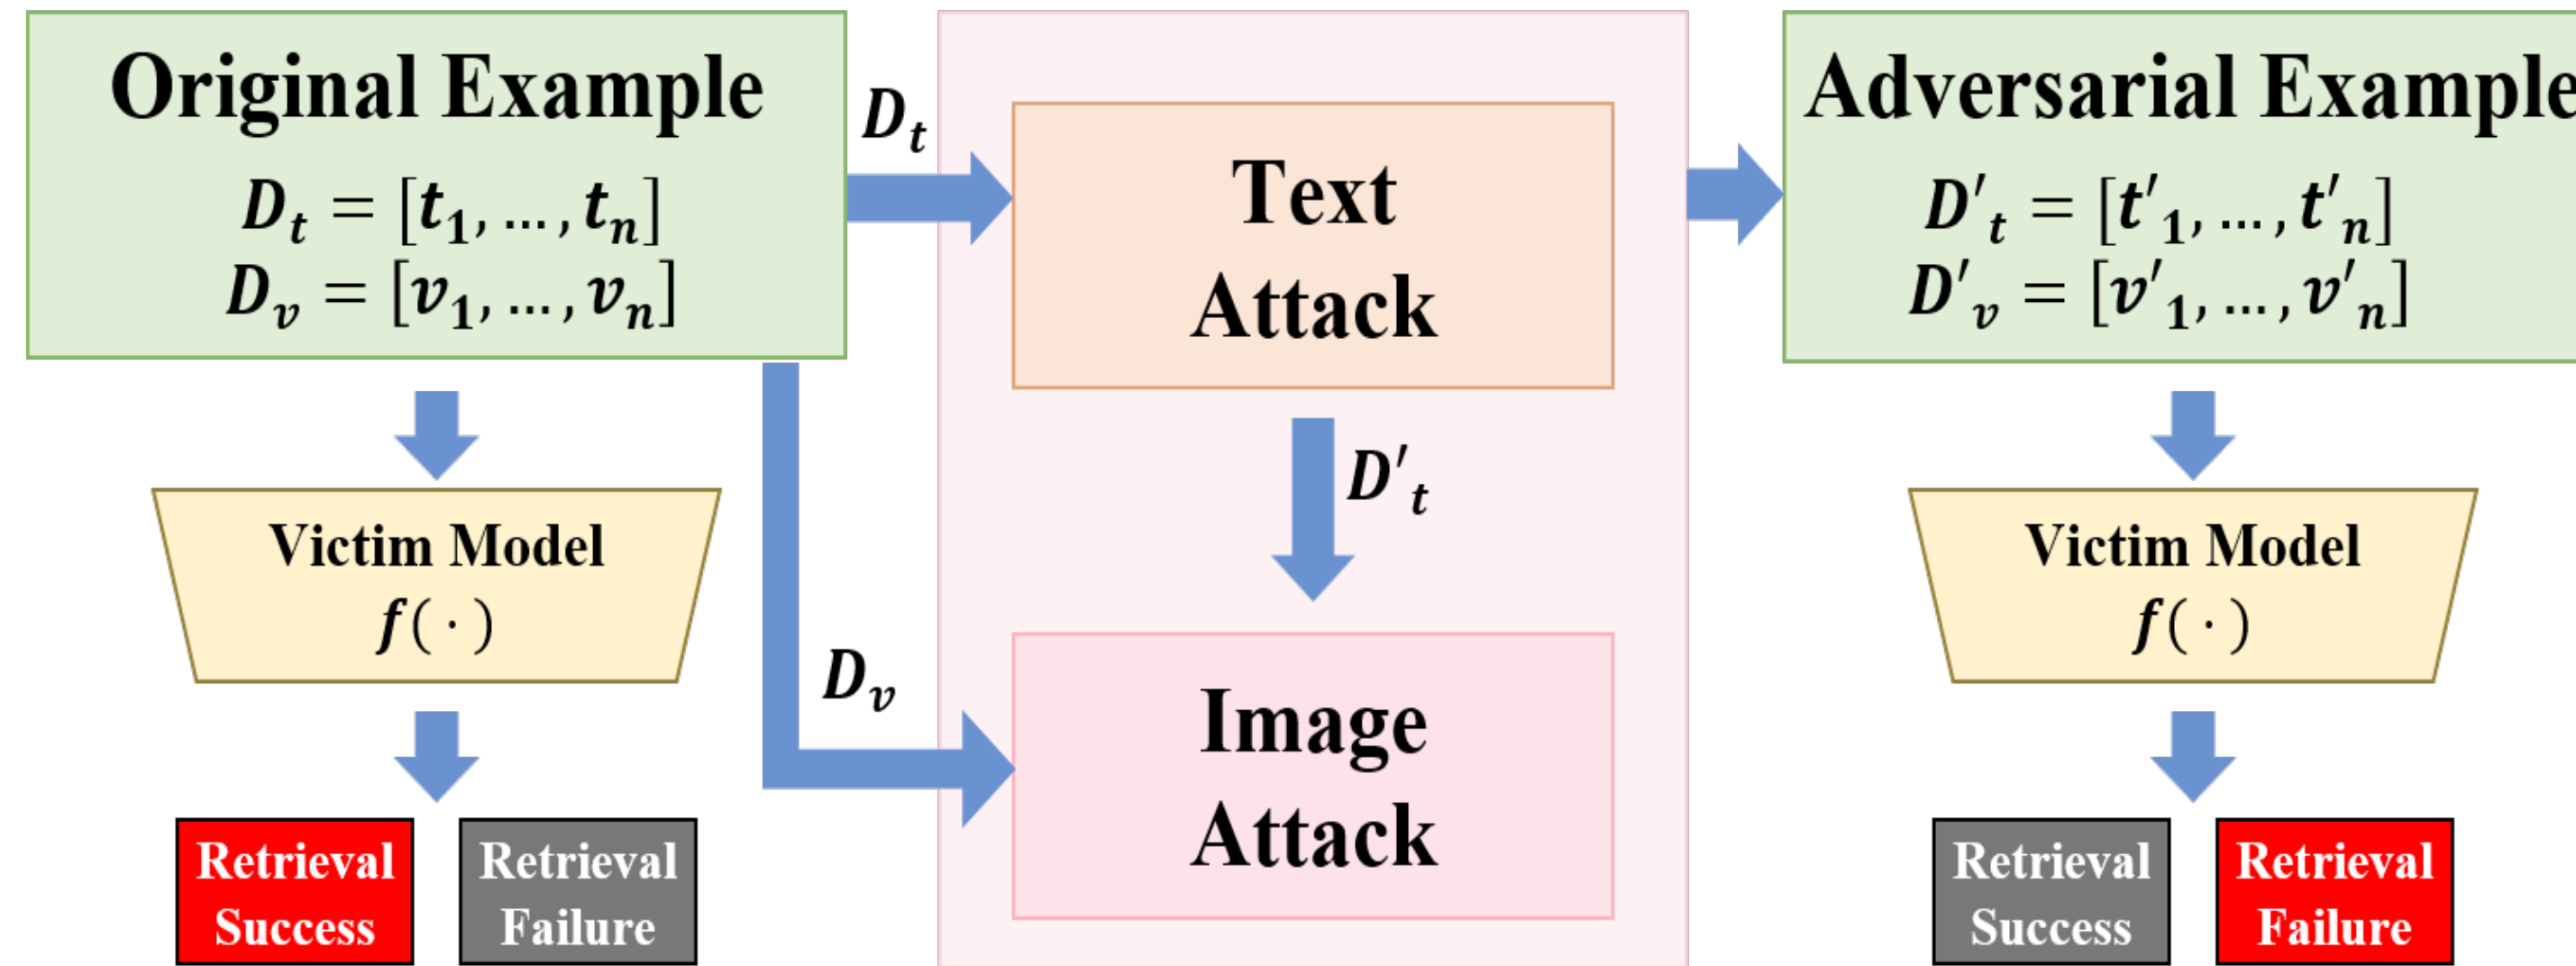 Original Example
D_t = [t_1, ..., t_n]
D_v = [v_1, ..., v_n]
Victim Model
f( · )
Retrieval
Success
Retrieval
Failure
D_t
D_v
Text
Attack
D'_t
Image
Attack
Adversarial Example
D'_t = [t'_1, ..., t'_n]
D'_v = [v'_1, ..., v'_n]
Victim Model
f( · )
Retrieval
Success
Retrieval
Failure